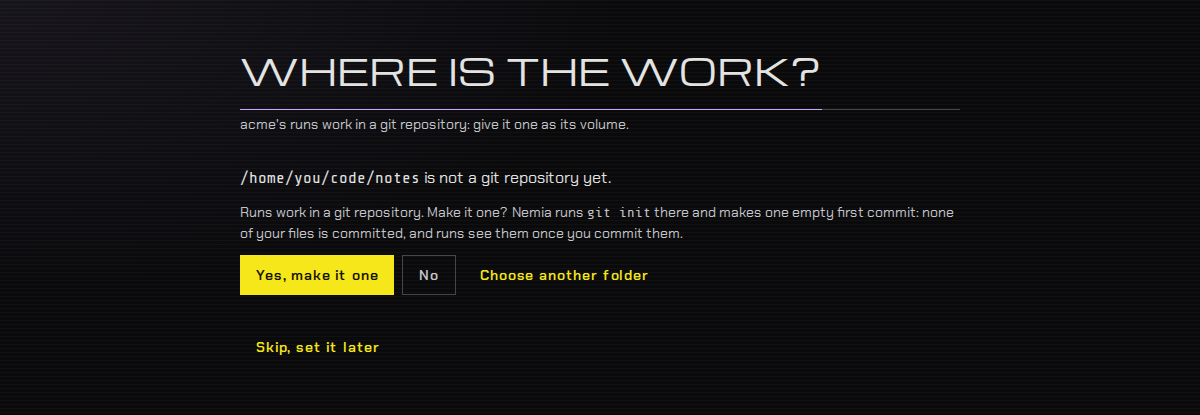 WHERE IS THE WORK?
acme's runs work in a git repository: give it one as its volume.
/home/you/code/notes is not a git repository yet.
Runs work in a git repository. Make it one? Nemia runs git init there and makes one empty first commit: none
of your files is committed, and runs see them once you commit them.
Yes, make it one
No
Choose another folder
Skip, set it later